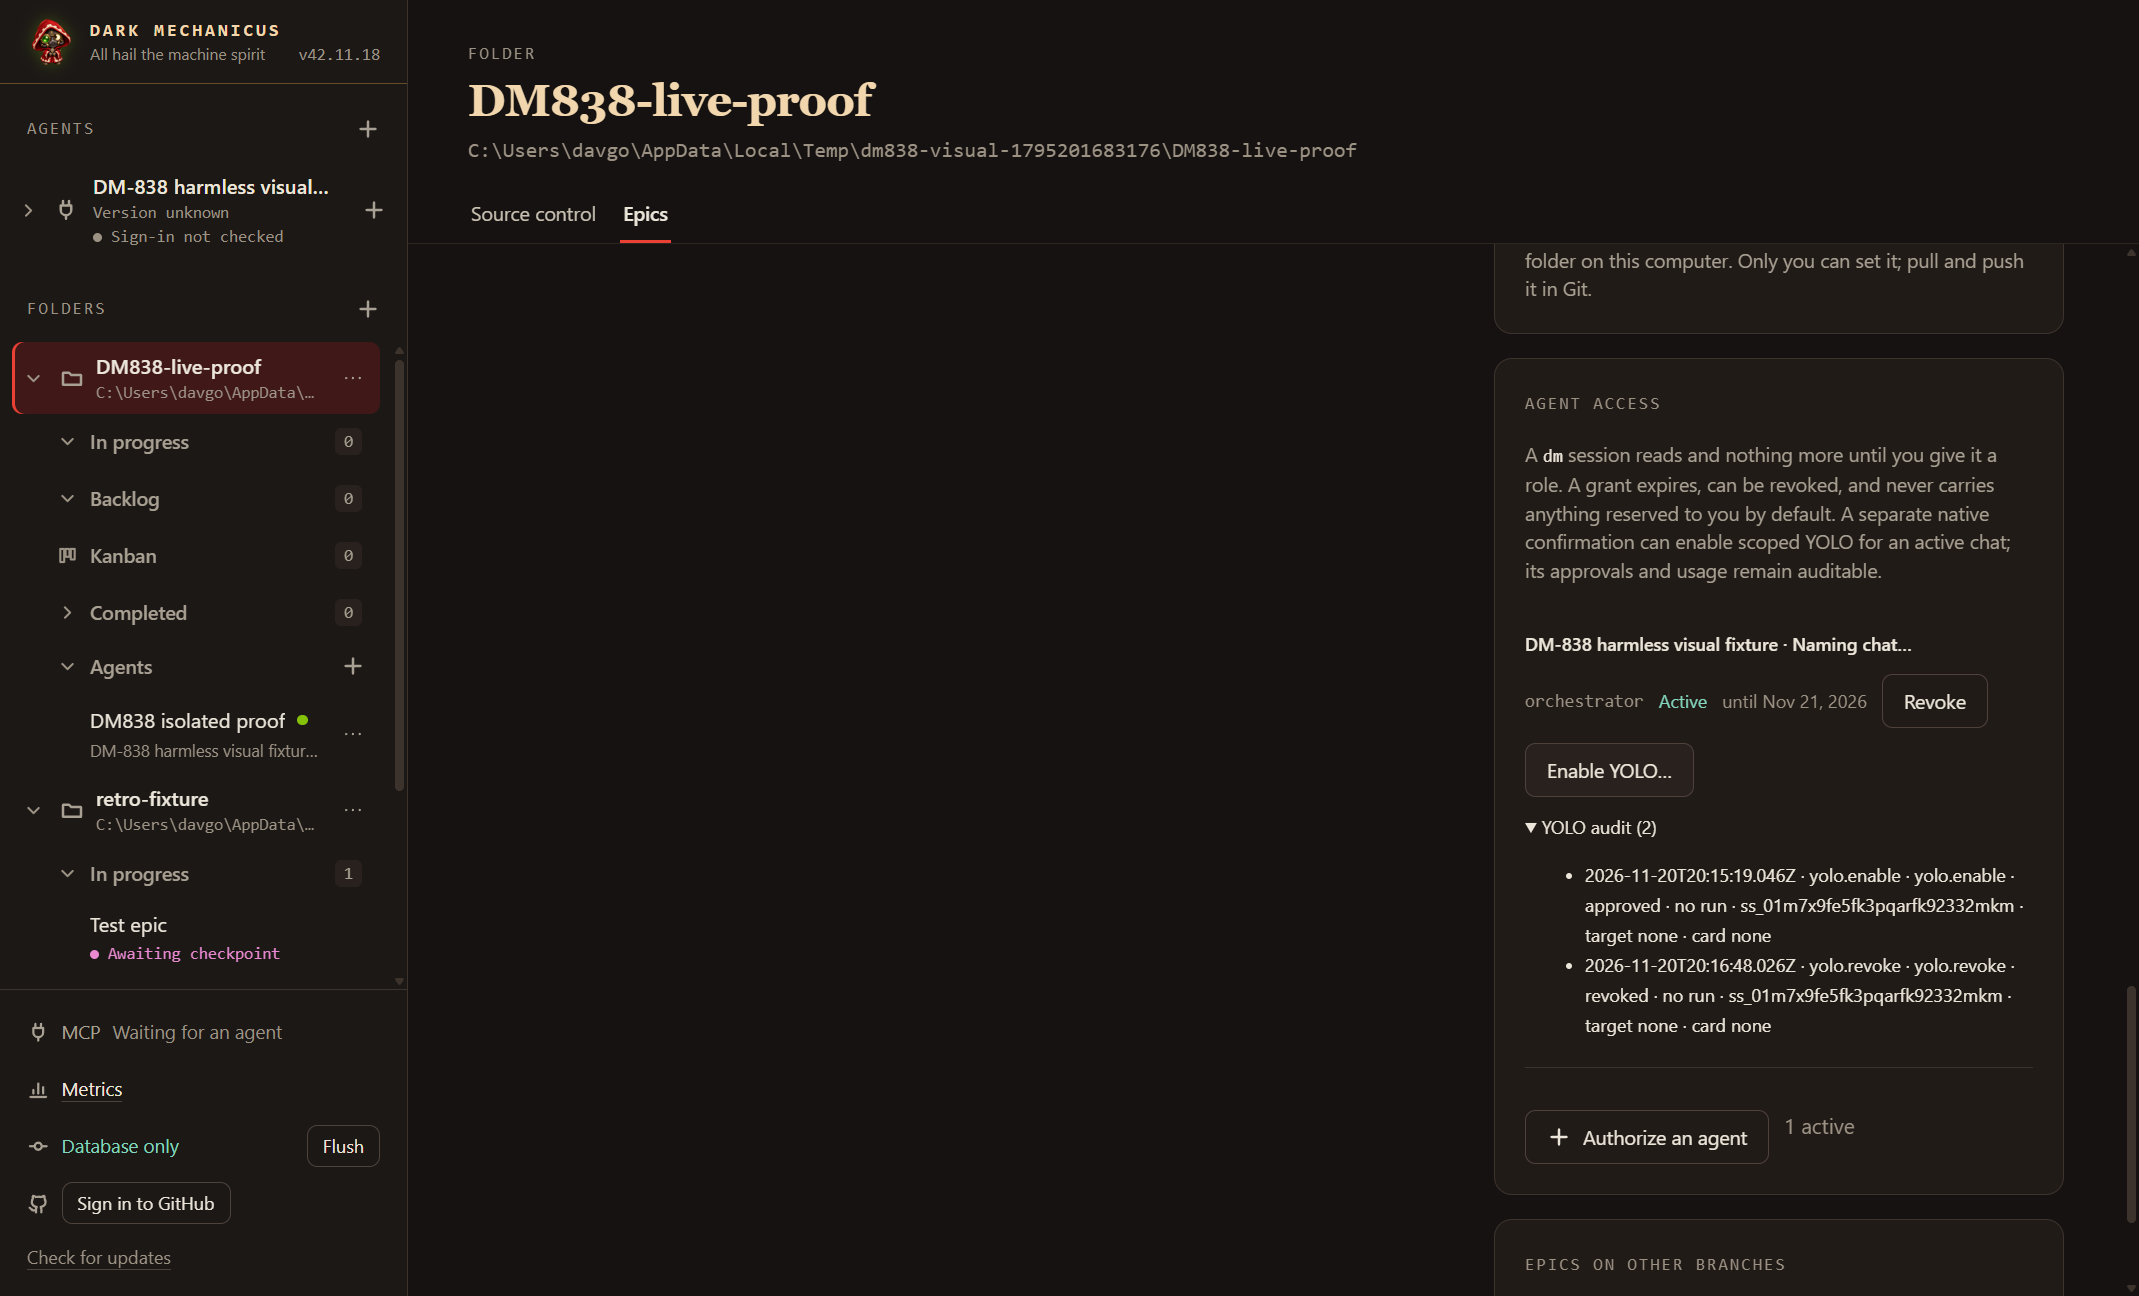 DARK MECHANICUS
All hail the machine spirit v42.11.18
AGENTS
DM-838 harmless visual...
Version unknown
Sign-in not checked
FOLDERS
DM838-live-proof
C:\Users\davgo\AppData\...
In progress 0
Backlog 0
Kanban 0
Completed 0
Agents
DM838 isolated proof
DM-838 harmless visual fixtur...
retro-fixture
C:\Users\davgo\AppData\...
In progress 1
Test epic
Awaiting checkpoint
MCP Waiting for an agent
Metrics
Database only Flush
Sign in to GitHub
Check for updates
FOLDER
DM838-live-proof
C:\Users\davgo\AppData\Local\Temp\dm838-visual-1795201683176\DM838-live-proof
Source control Epics
folder on this computer. Only you can set it; pull and push
it in Git.
AGENT ACCESS
A dm session reads and nothing more until you give it a
role. A grant expires, can be revoked, and never carries
anything reserved to you by default. A separate native
confirmation can enable scoped YOLO for an active chat;
its approvals and usage remain auditable.
DM-838 harmless visual fixture · Naming chat...
orchestrator Active until Nov 21, 2026 Revoke
Enable YOLO...
▼ YOLO audit (2)
• 2026-11-20T20:15:19.046Z · yolo.enable · yolo.enable ·
approved · no run · ss_01m7x9fe5fk3pqarfk92332mkm ·
target none · card none
• 2026-11-20T20:16:48.026Z · yolo.revoke · yolo.revoke ·
revoked · no run · ss_01m7x9fe5fk3pqarfk92332mkm ·
target none · card none
Authorize an agent 1 active
EPICS ON OTHER BRANCHES